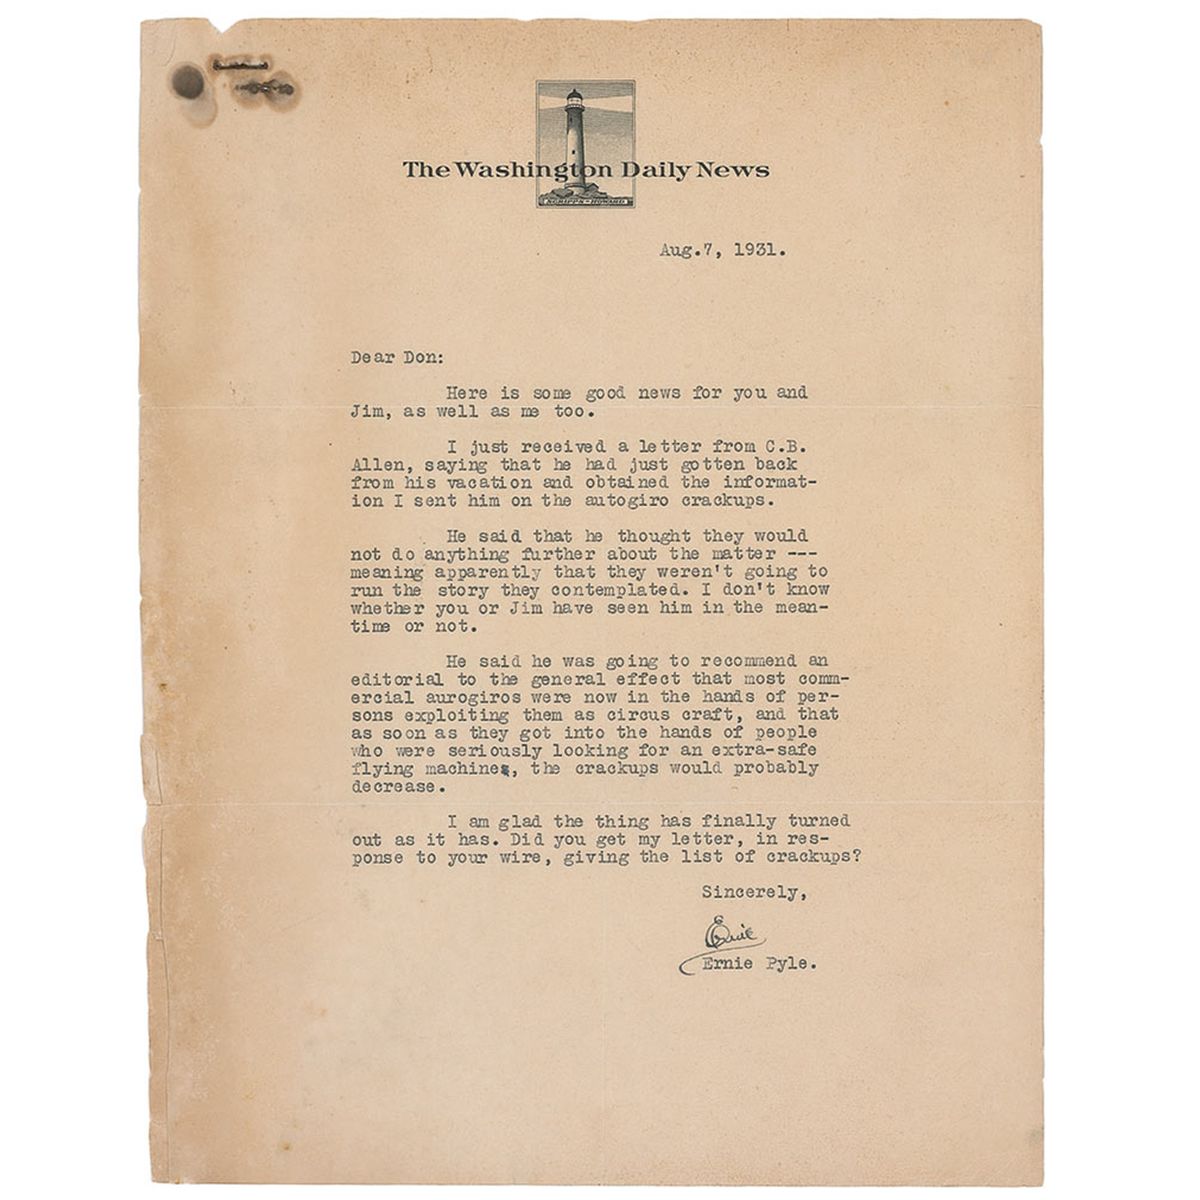 The Washington Daily News
SCRIPPS - HOWARD
Aug.7, 1931.
Dear Don:
Here is some good news for you and
Jim, as well as me too.
I just received a letter from C.B.
Allen, saying that he had just gotten back
from his vacation and obtained the informat-
ion I sent him on the autogiro crackups.
He said that he thought they would
not do anything further about the matter ---
meaning apparently that they weren't going to
run the story they contemplated. I don't know
whether you or Jim have seen him in the mean-
time or not.
He said he was going to recommend an
editorial to the general effect that most comm-
ercial aurogiros were now in the hands of per-
sons exploiting them as circus craft, and that
as soon as they got into the hands of people
who were seriously looking for an extra-safe
flying machine, the crackups would probably
decrease.
I am glad the thing has finally turned
out as it has. Did you get my letter, in res-
ponse to your wire, giving the list of crackups?
Sincerely,
Ernie
Ernie Pyle.